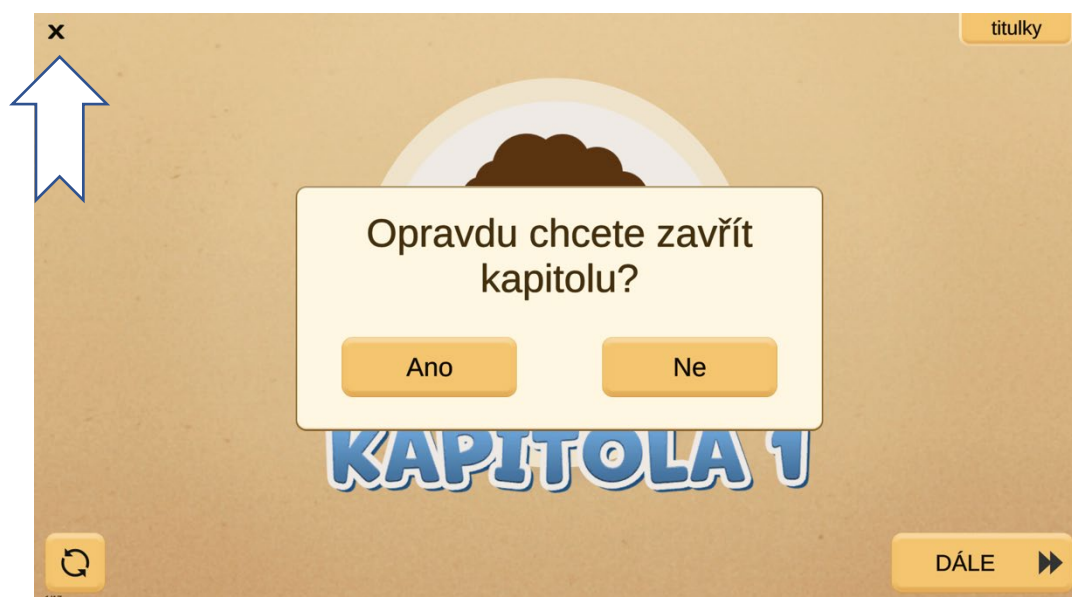 x
titulky
Opravdu chcete zavřít
kapitolu?
Ano
Ne
KAPITOLA 1
DÁLE